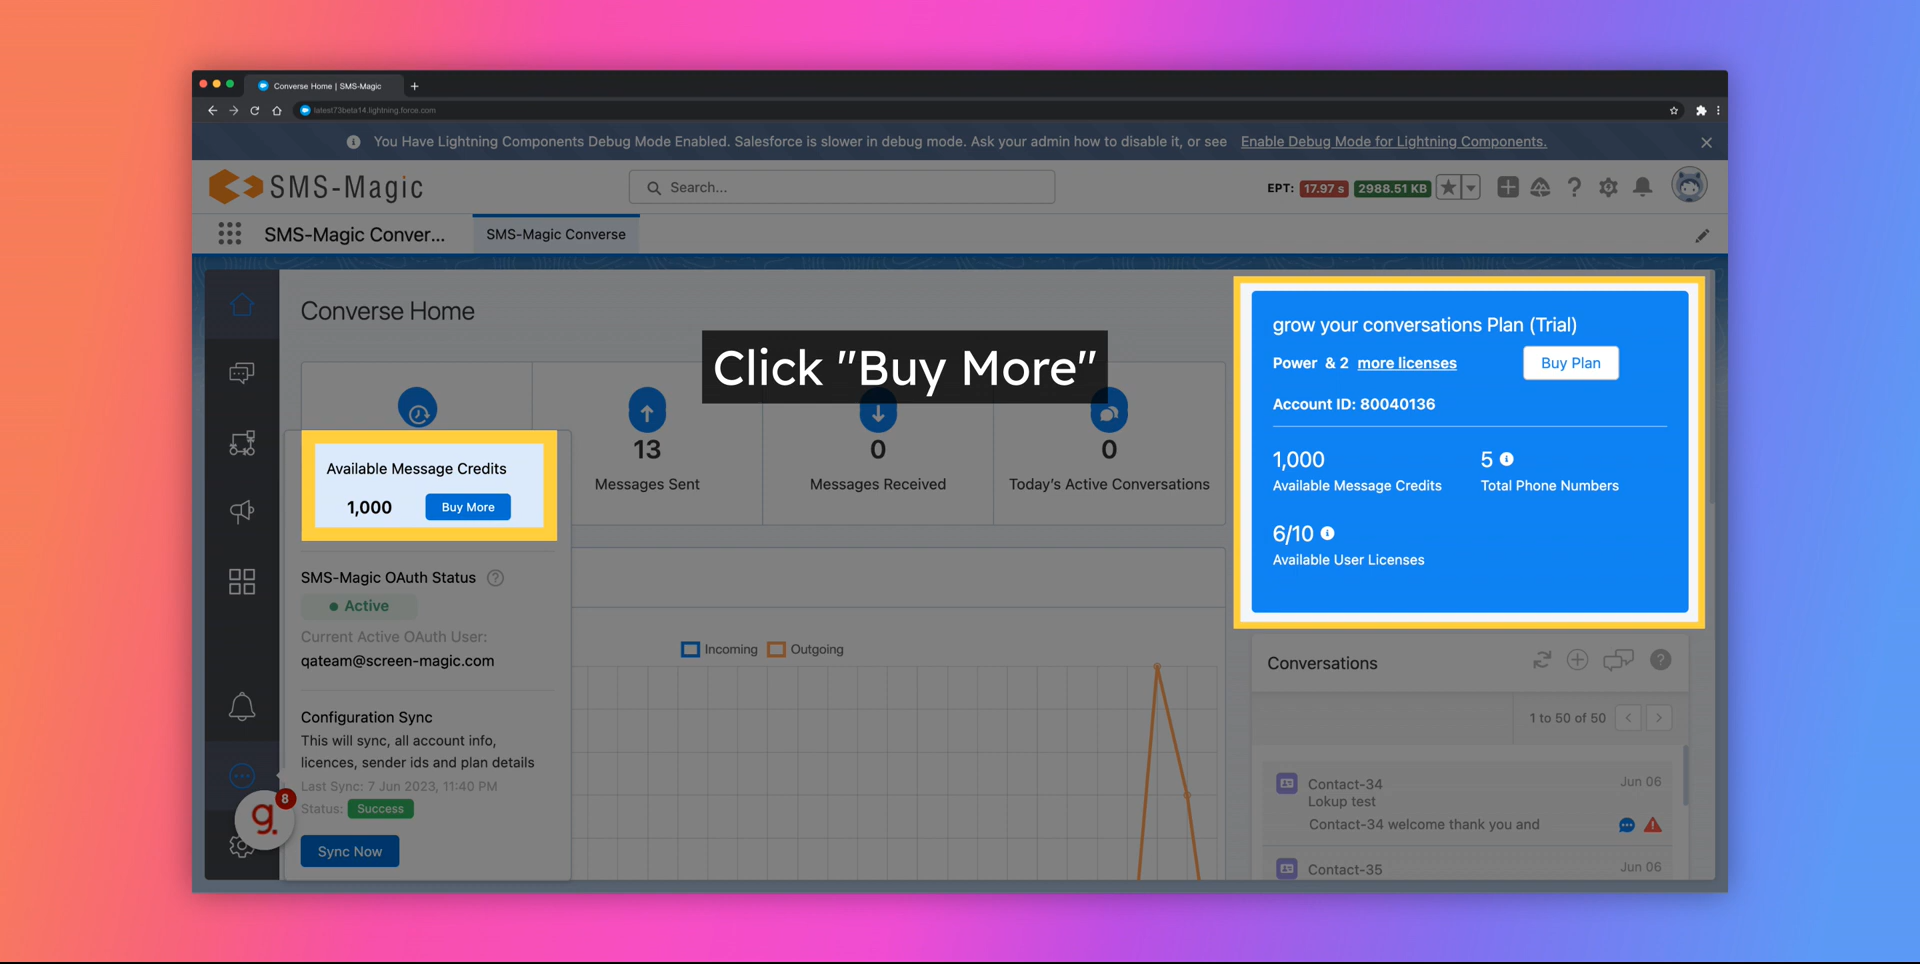 Converse Home | SMS-Magic
latest73beta14.lightning.force.com
You Have Lightning Components Debug Mode Enabled. Salesforce is slower in debug mode. Ask your admin how to disable it, or see Enable Debug Mode for Lightning Components.
SMS-Magic
Search...
EPT: 17.97 s 2988.51 KB
SMS-Magic Conver...
SMS-Magic Converse
Converse Home
Click "Buy More"
13
Messages Sent
0
Messages Received
0
Today's Active Conversations
Available Message Credits
1,000
Buy More
SMS-Magic OAuth Status
Active
Current Active OAuth User:
qateam@screen-magic.com
Configuration Sync
This will sync, all account info,
licences, sender ids and plan details
Last Sync: 7 Jun 2023, 11:40 PM
Status: Success
Sync Now
g.
8
Incoming
Outgoing
grow your conversations Plan (Trial)
Power & 2 more licenses
Buy Plan
Account ID: 80040136
1,000
Available Message Credits
5
Total Phone Numbers
6/10
Available User Licenses
Conversations
1 to 50 of 50
Contact-34
Jun 06
Lokup test
Contact-34 welcome thank you and
Contact-35
Jun 06